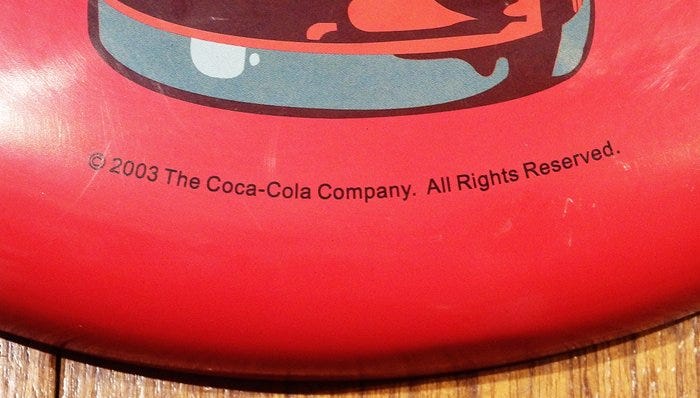 © 2003 The Coca-Cola Company. All Rights Reserved.